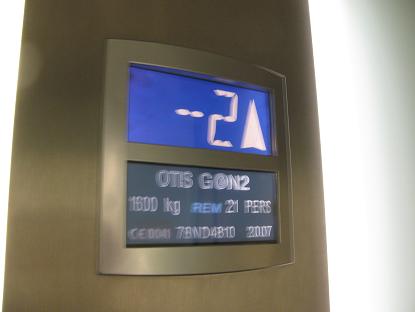 -2
OTIS GEN2
1600 kg REM 21 PERS
CE 0041 78ND4810 2007